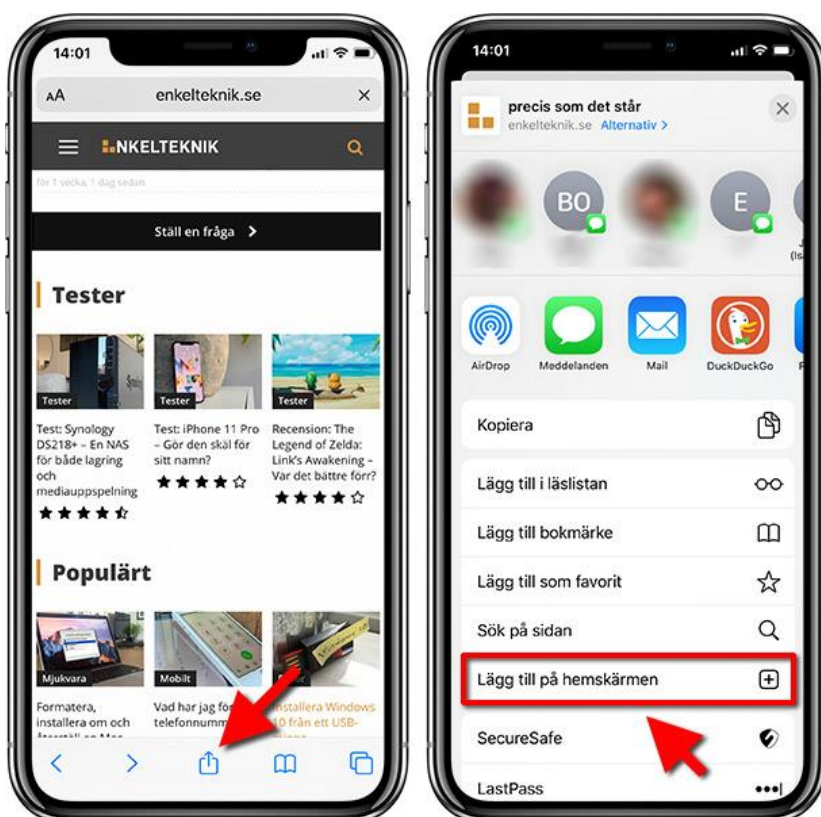 14:01
AA enkelteknik.se
NKELTEKNIK
för 1 vecka, 1 dag sedan
Ställ en fråga
Tester
Tester
Test: Synology
DS218+ – En NAS
för både lagring
och
mediauppspelning
Tester
Test: iPhone 11 Pro
– Gör den skäl för
sitt namn?
Tester
Recension: The
Legend of Zelda:
Link's Awakening –
Var det bättre förr?
Populärt
Mjukvara
Formatera,
installera om och
Mobilt
Vad har jag
telefonnumm
installera Windows
10 från ett USB-
14:01
precis som det står
enkelteknik.se Alternativ >
BO
E
AirDrop
Meddelanden
Mail
DuckDuckGo
Kopiera
Lägg till i läslistan
Lägg till bokmärke
Lägg till som favorit
Sök på sidan
Lägg till på hemskärmen
SecureSafe
LastPass